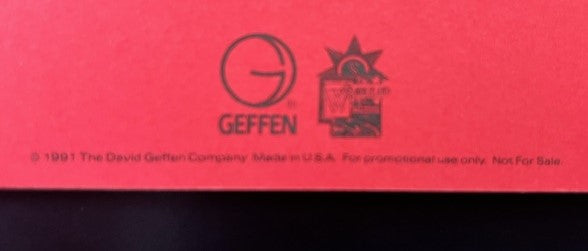 GEFFEN
© 1991 The David Geffen Company Made in U.S.A. For promotional use only. Not For Sale.